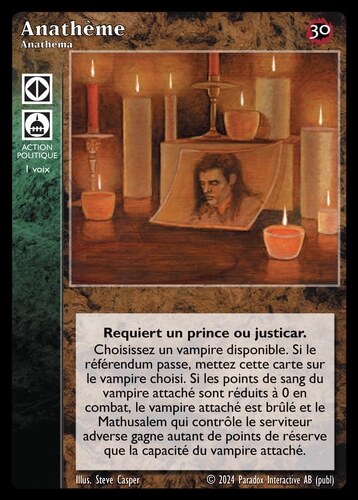 Anathème
Anathema
30
ACTION
POLITIQUE
1 voix
Requiert un prince ou justicar.
Choisissez un vampire disponible. Si le
référendum passe, mettez cette carte sur
le vampire choisi. Si les points de sang du
vampire attaché sont réduits à 0 en
combat, le vampire attaché est brûlé et le
Mathusalem qui contrôle le serviteur
adverse gagne autant de points de réserve
que la capacité du vampire attaché.
Illus. Steve Casper
© 2024 Paradox Interactive AB (publ)